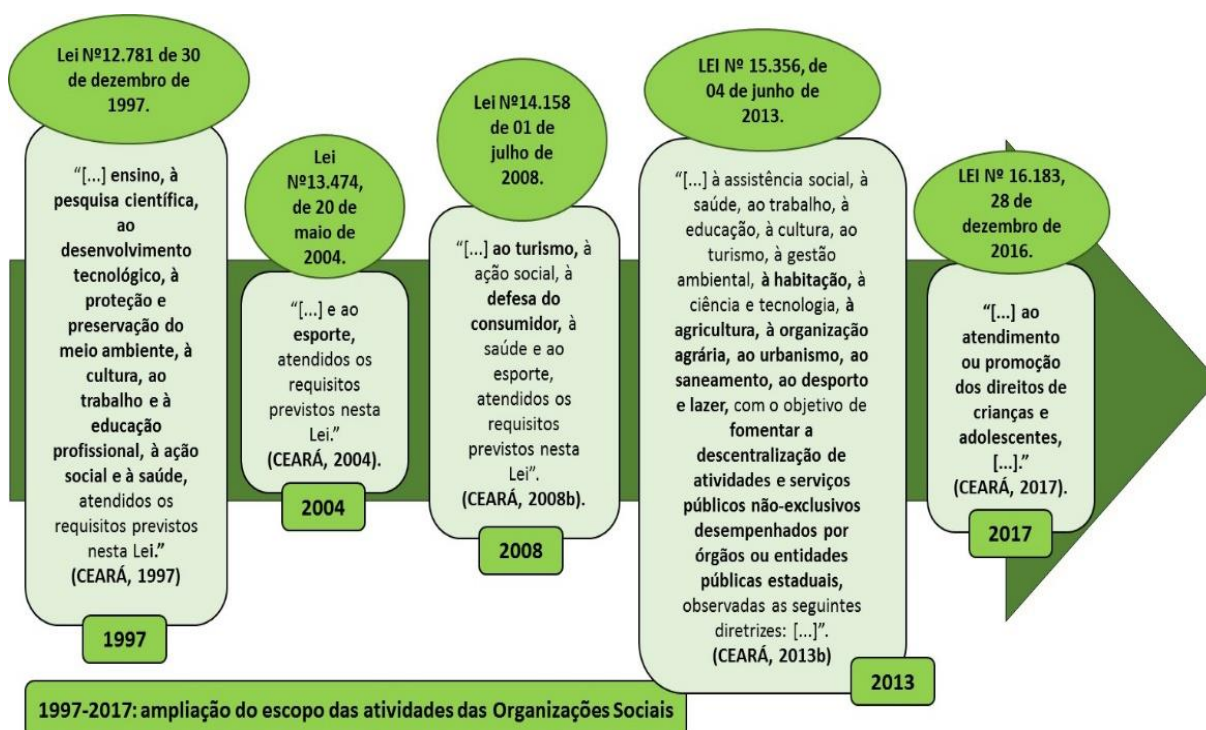 Lei Nº12.781 de 30
de dezembro de
1997.
“[...] ensino, à
pesquisa científica,
ao
desenvolvimento
tecnológico, à
proteção e
preservação do
meio ambiente, à
cultura, ao
trabalho e à
educação
profissional, à ação
social e à saúde,
atendidos os
requisitos previstos
nesta Lei.”
(CEARÁ, 1997)
1997
Lei
Nº13.474,
de 20 de
maio de
2004.
“[...] e ao
esporte,
atendidos os
requisitos
previstos nesta
Lei.”
(CEARÁ, 2004).
2004
Lei Nº14.158
de 01 de
julho de
2008.
“[...] ao turismo, à
ação social, à
defesa do
consumidor, à
saúde e ao
esporte,
atendidos os
requisitos
previstos nesta
Lei”.
(CEARÁ, 2008b).
2008
LEI Nº 15.356, de
04 de junho de
2013.
“[...] à assistência social, à
saúde, ao trabalho, à
educação, à cultura, ao
turismo, à gestão
ambiental, à habitação, à
ciência e tecnologia, à
agricultura, à organização
agrária, ao urbanismo, ao
saneamento, ao desporto
e lazer, com o objetivo de
fomentar a
descentralização de
atividades e serviços
públicos não-exclusivos
desempenhados por
órgãos ou entidades
públicas estaduais,
observadas as seguintes
diretrizes: [...]”.
(CEARÁ, 2013b)
2013
LEI Nº 16.183,
28 de
dezembro de
2016.
“[...] ao
atendimento
ou promoção
dos direitos de
crianças e
adolescentes,
[...].”
(CEARÁ, 2017).
2017
1997-2017: ampliação do escopo das atividades das Organizações Sociais